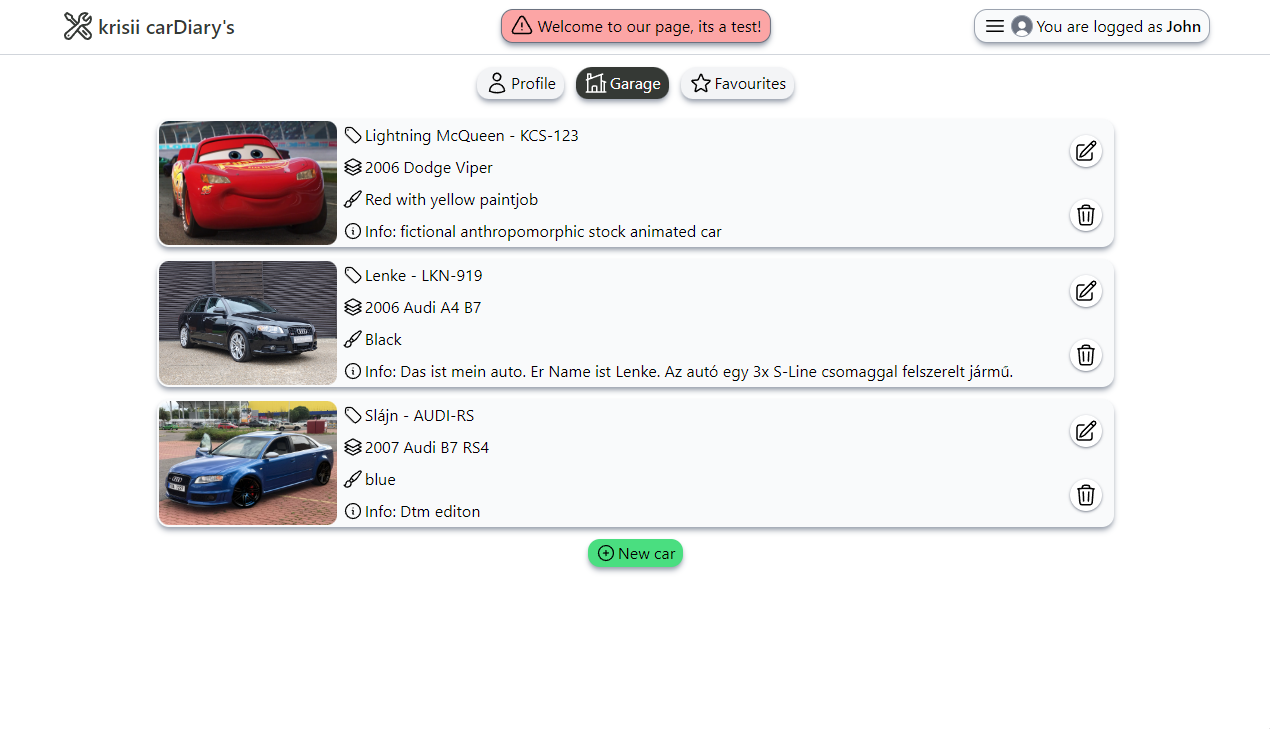 krisii carDiary's
Welcome to our page, its a test!
You are logged as John
Profile
Garage
Favourites
Lightning McQueen - KCS-123
2006 Dodge Viper
Red with yellow paintjob
Info: fictional anthropomorphic stock animated car
Lenke - LKN-919
2006 Audi A4 B7
Black
Info: Das ist mein auto. Er Name ist Lenke. Az autó egy 3x S-Line csomaggal felszerelt jármű.
Slájn - AUDI-RS
2007 Audi B7 RS4
blue
Info: Dtm editon
New car